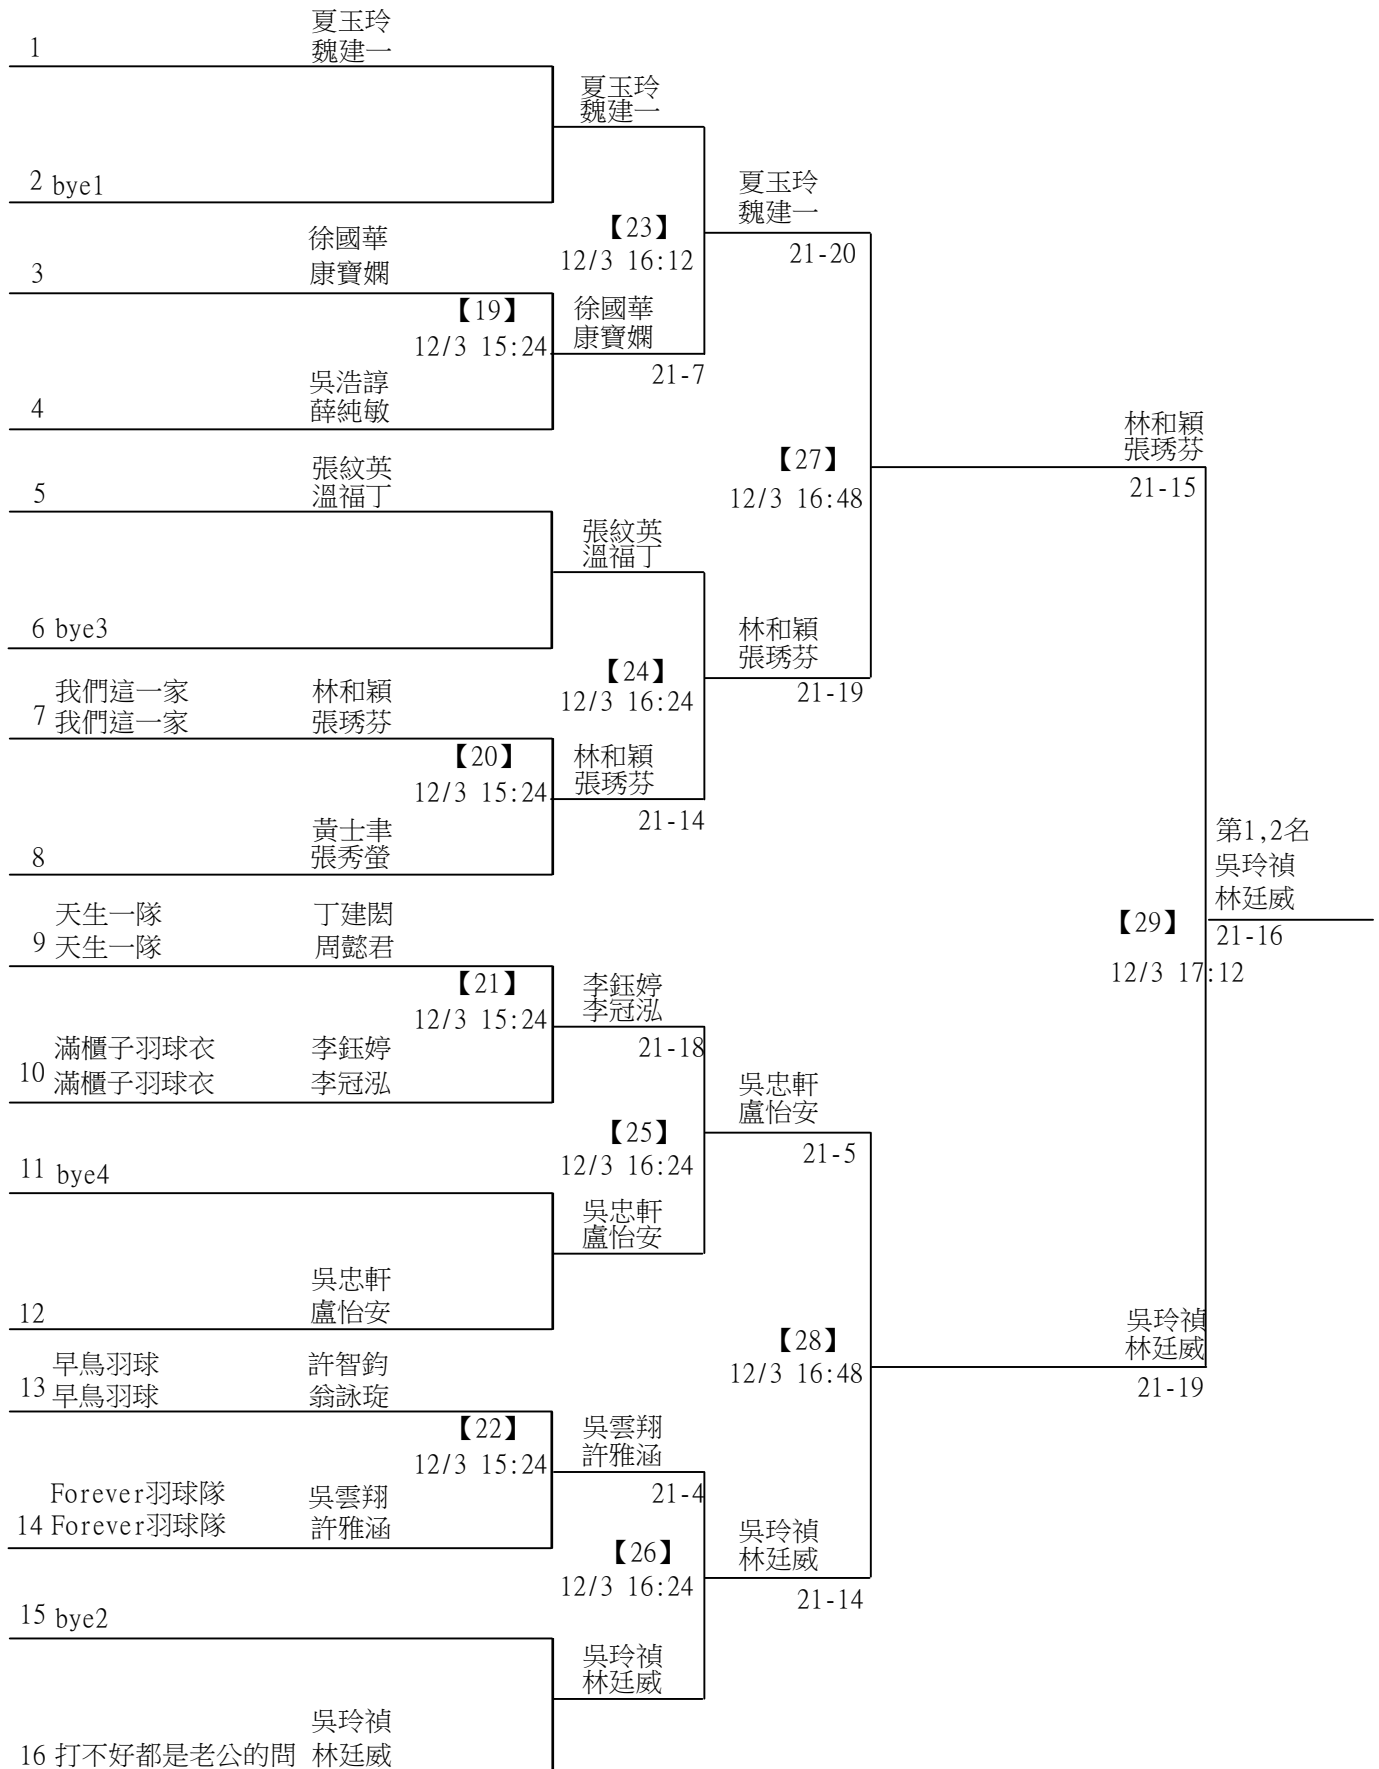 夏玉玲
1 魏建一
夏玉玲
魏建一
2 bye1
夏玉玲
魏建一
【23】
12/3 16:12
21-20
徐國華
3 康寶嫻
【19】
12/3 15:24
徐國華
康寶嫻
21-7
吳浩諄
4 薛純敏
林和穎
張琇芬
21-15
【27】
12/3 16:48
張紋英
5 溫福丁
張紋英
溫福丁
6 bye3
林和穎
張琇芬
21-19
【24】
12/3 16:24
我們這一家 林和穎
7 我們這一家 張琇芬
【20】
12/3 15:24
林和穎
張琇芬
21-14
黃士聿
8 張秀螢
第1,2名
吳玲禎
林廷威
21-16
【29】
12/3 17:12
天生一隊 丁建閎
9 天生一隊 周懿君
【21】
12/3 15:24
李鈺婷
李冠泓
21-18
滿櫃子羽球衣 李鈺婷
10 滿櫃子羽球衣 李冠泓
吳忠軒
盧怡安
21-5
【25】
12/3 16:24
11 bye4
吳忠軒
盧怡安
吳忠軒
12 盧怡安
【28】
12/3 16:48
吳玲禎
林廷威
21-19
早鳥羽球 許智鈞
13 早鳥羽球 翁詠琁
【22】
12/3 15:24
吳雲翔
許雅涵
21-4
Forever羽球隊 吳雲翔
14 Forever羽球隊 許雅涵
吳玲禎
林廷威
21-14
【26】
12/3 16:24
15 bye2
吳玲禎
林廷威
吳玲禎
16 打不好都是老公的問 林廷威